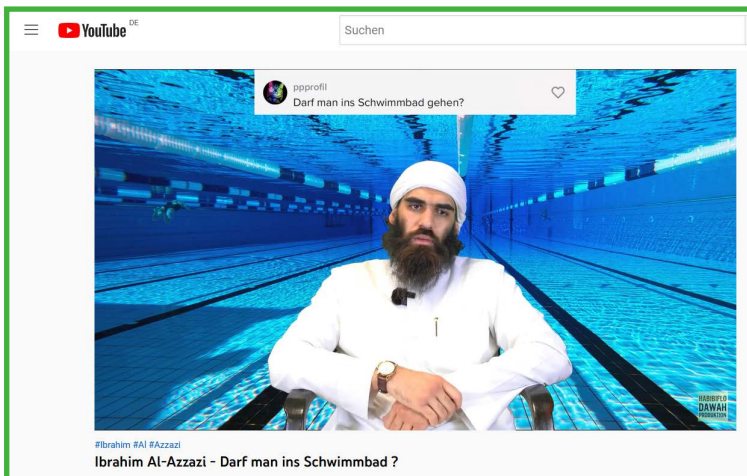 YouTube DE
Suchen
ppprofil
Darf man ins Schwimmbad gehen?
HABIBIFLO
DAWAH
PRODUKTION
#Ibrahim #Al #Azzazi
Ibrahim Al-Azzazi - Darf man ins Schwimmbad ?